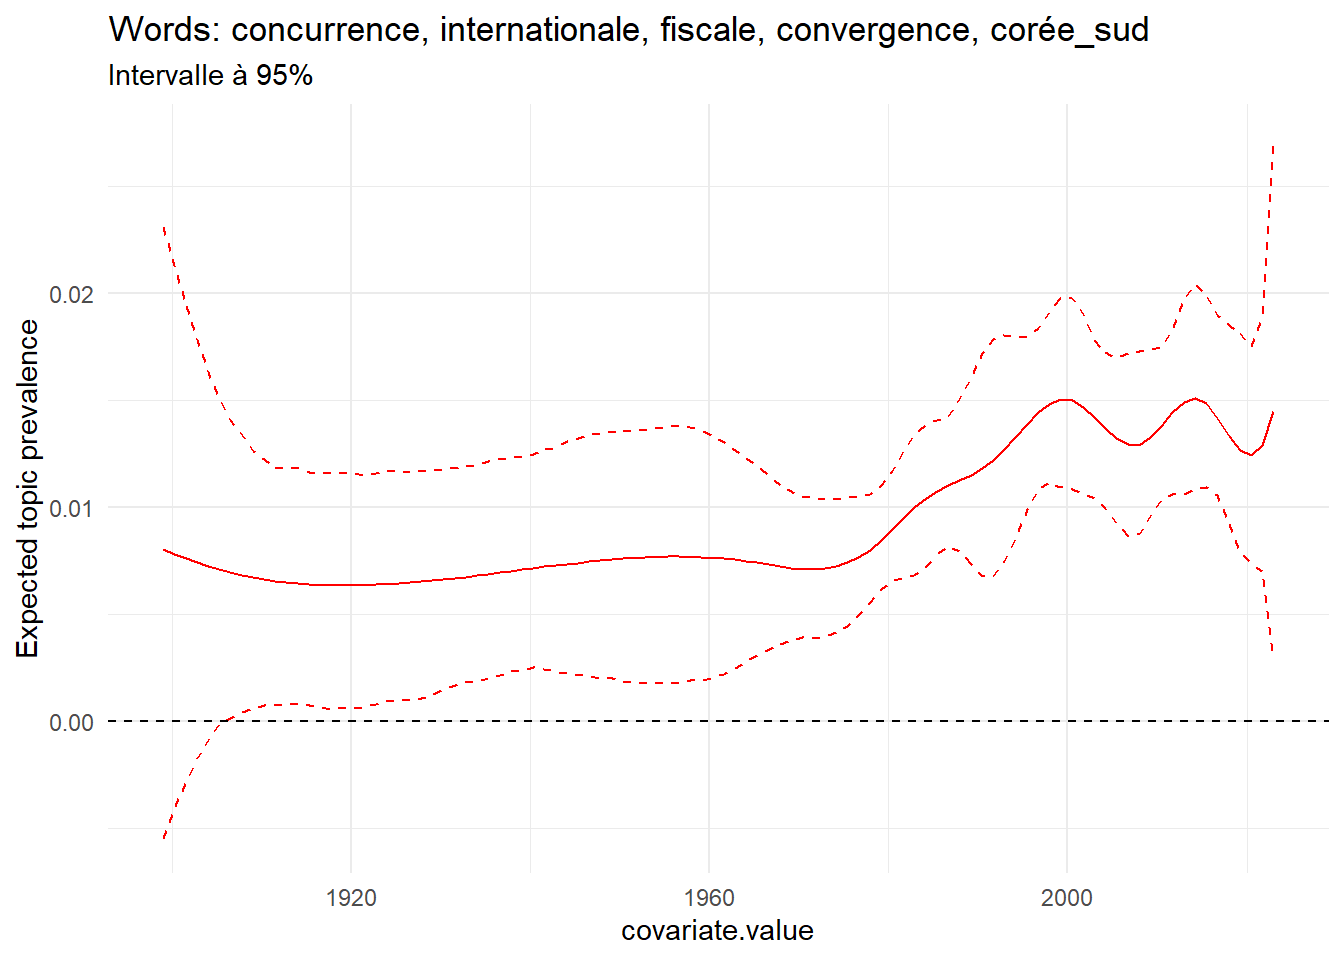 Words: concurrence, internationale, fiscale, convergence, corée_sud
Intervalle à 95%
Expected topic prevalence
0.02
0.01
0.00
1920 1960 2000
covariate.value